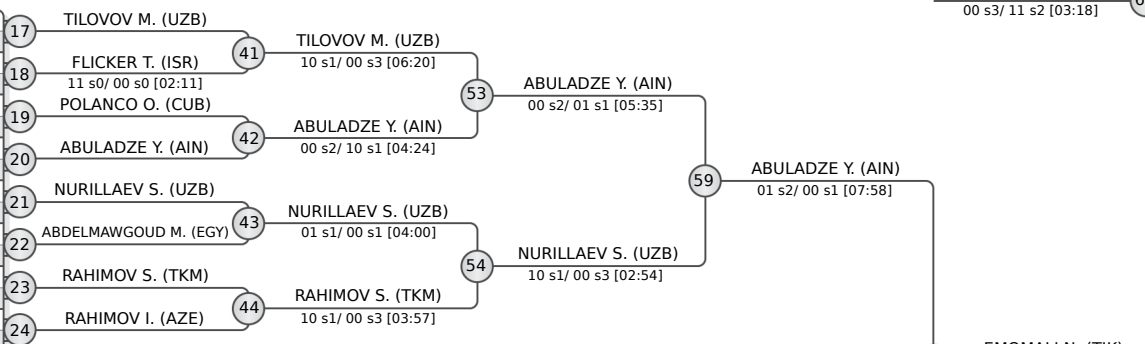 00 s3/ 11 s2 [03:18]
17
TILOVOV M. (UZB)
18
FLICKER T. (ISR)
11 s0/ 00 s0 [02:11]
19
POLANCO O. (CUB)
20
ABULADZE Y. (AIN)
21
NURILLAEV S. (UZB)
22
ABDELMAWGOUD M. (EGY)
23
RAHIMOV S. (TKM)
24
RAHIMOV I. (AZE)
41
TILOVOV M. (UZB)
10 s1/ 00 s3 [06:20]
42
ABULADZE Y. (AIN)
00 s2/ 10 s1 [04:24]
43
NURILLAEV S. (UZB)
01 s1/ 00 s1 [04:00]
44
RAHIMOV S. (TKM)
10 s1/ 00 s3 [03:57]
53
ABULADZE Y. (AIN)
00 s2/ 01 s1 [05:35]
54
NURILLAEV S. (UZB)
10 s1/ 00 s3 [02:54]
59
ABULADZE Y. (AIN)
01 s2/ 00 s1 [07:58]